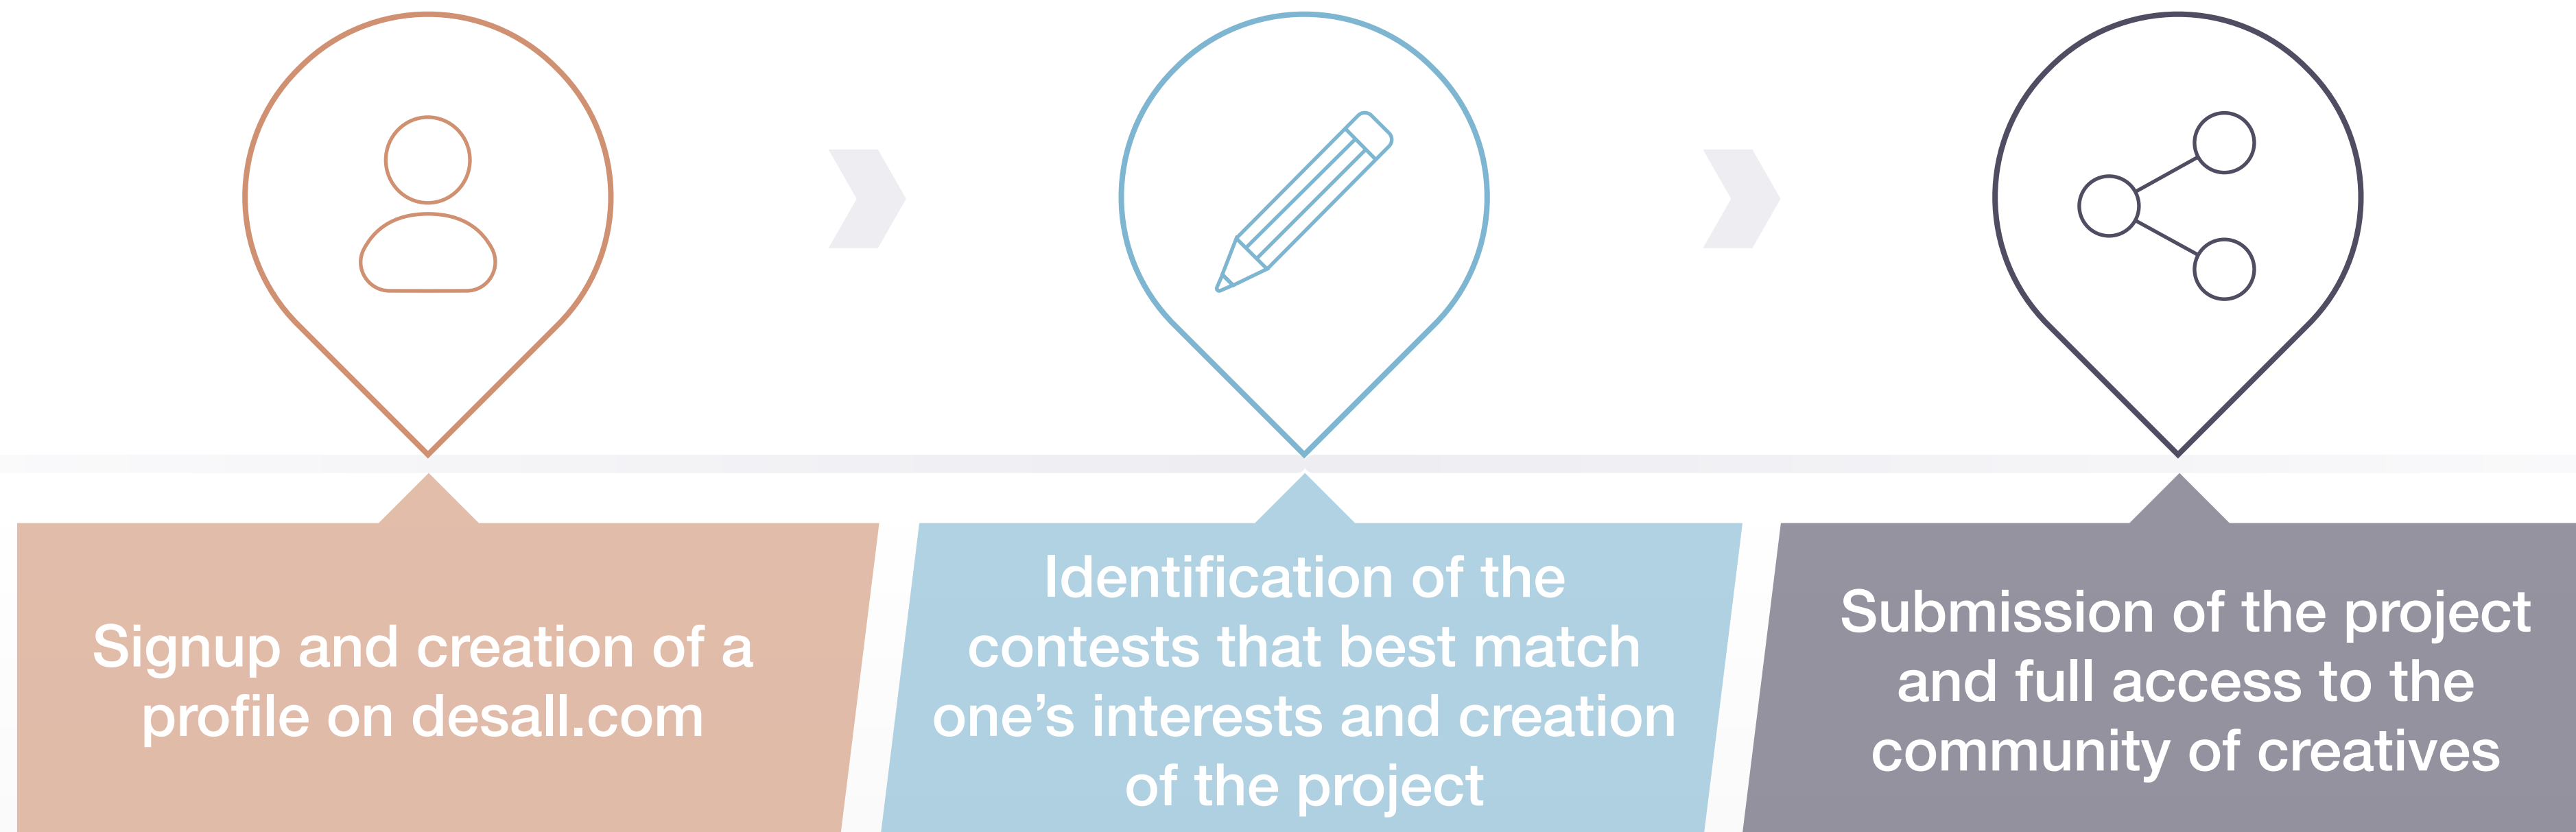 Signup and creation of a
profile on desall.com
Identification of the
contests that best match
one’s interests and creation
of the project
Submission of the project
and full access to the
community of creatives